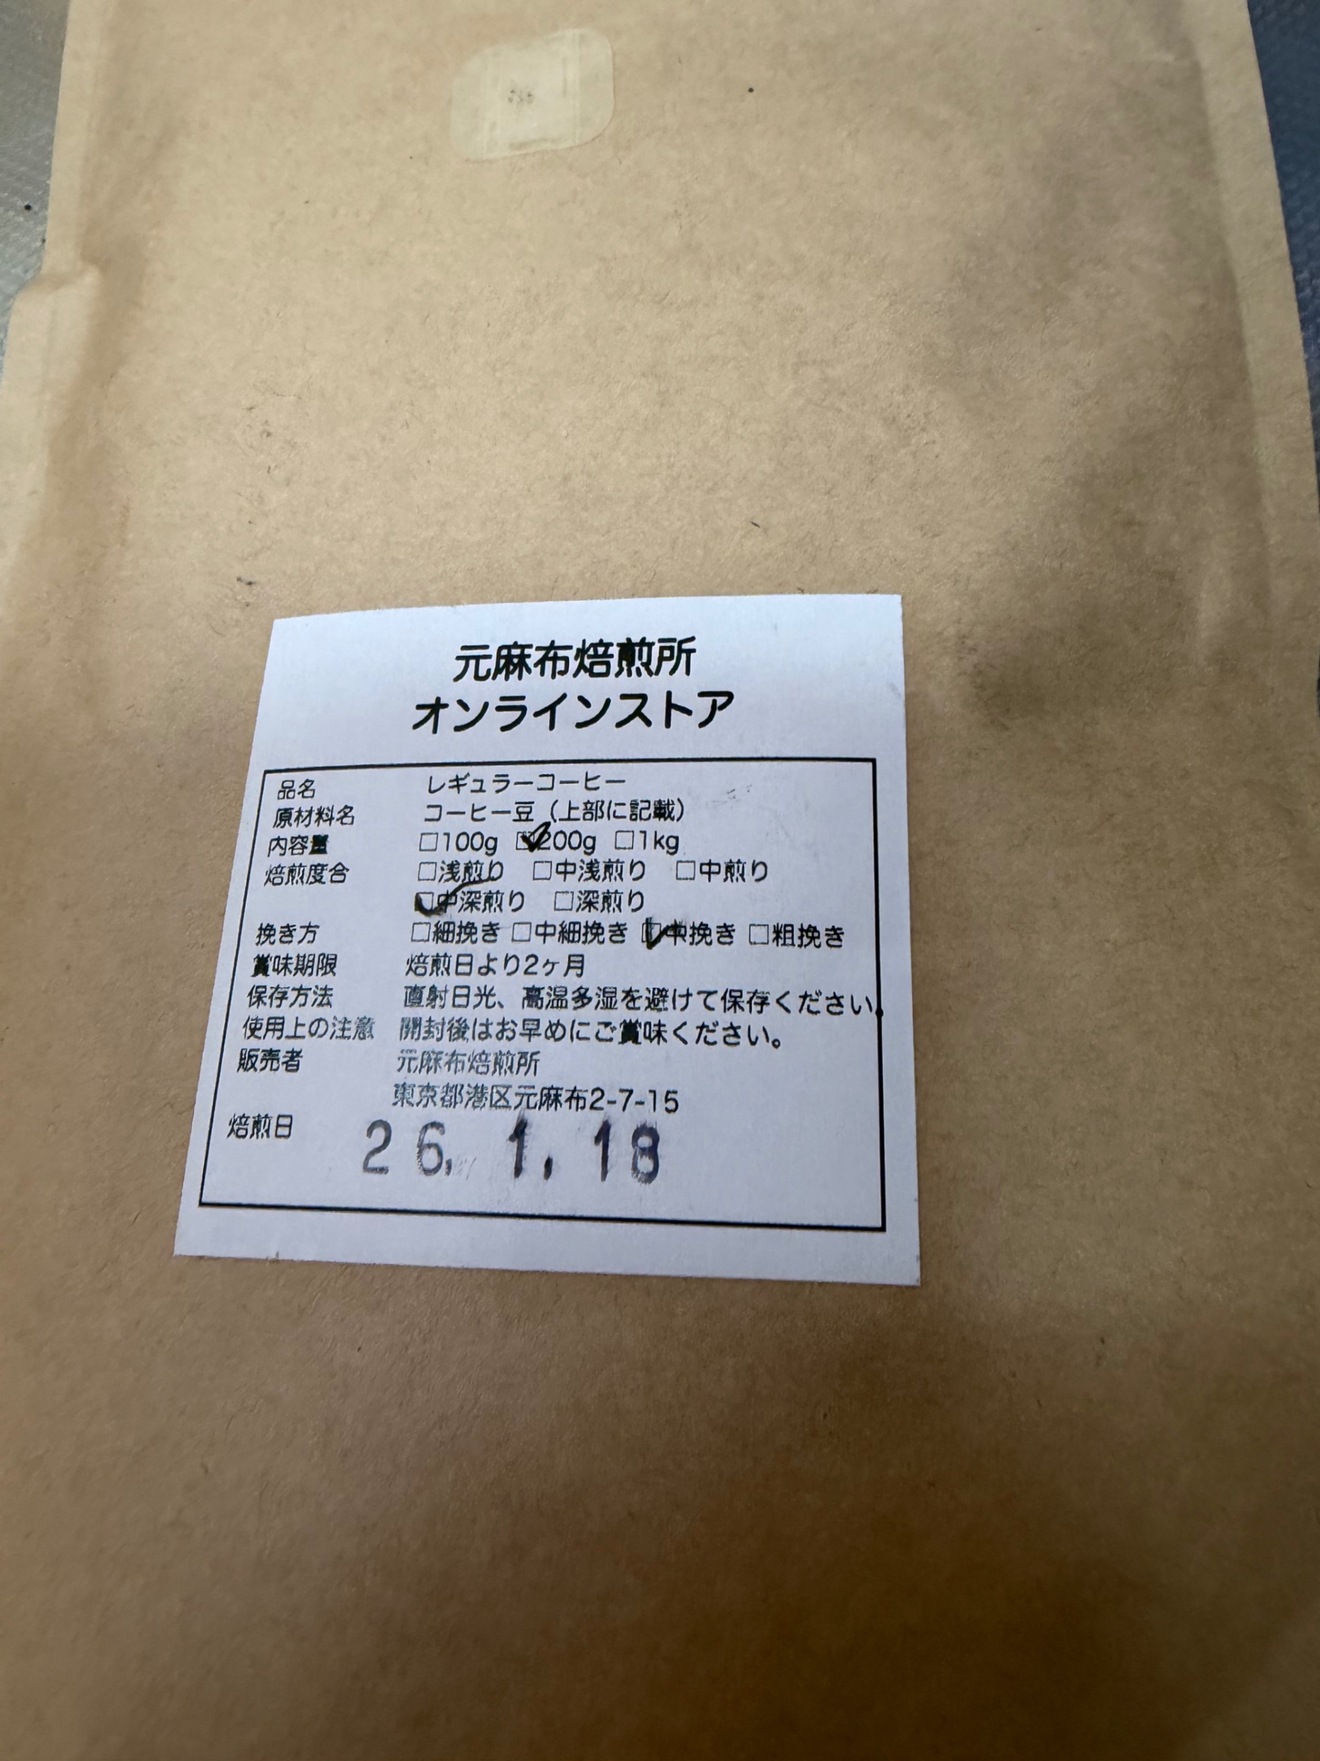 元麻布焙煎所
オンラインストア
品名 レギュラーコーヒー
原材料名 コーヒー豆（上部に記載）
内容量 □100g ☑200g □1kg
焙煎度合 □浅煎り □中浅煎り □中煎り
☑中深煎り □深煎り
挽き方 □細挽き □中細挽き ☑中挽き □粗挽き
賞味期限 焙煎日より2ヶ月
保存方法 直射日光、高温多湿を避けて保存ください。
使用上の注意 開封後はお早めにご賞味ください。
販売者 元麻布焙煎所
東京都港区元麻布2-7-15
焙煎日 26. 1. 18